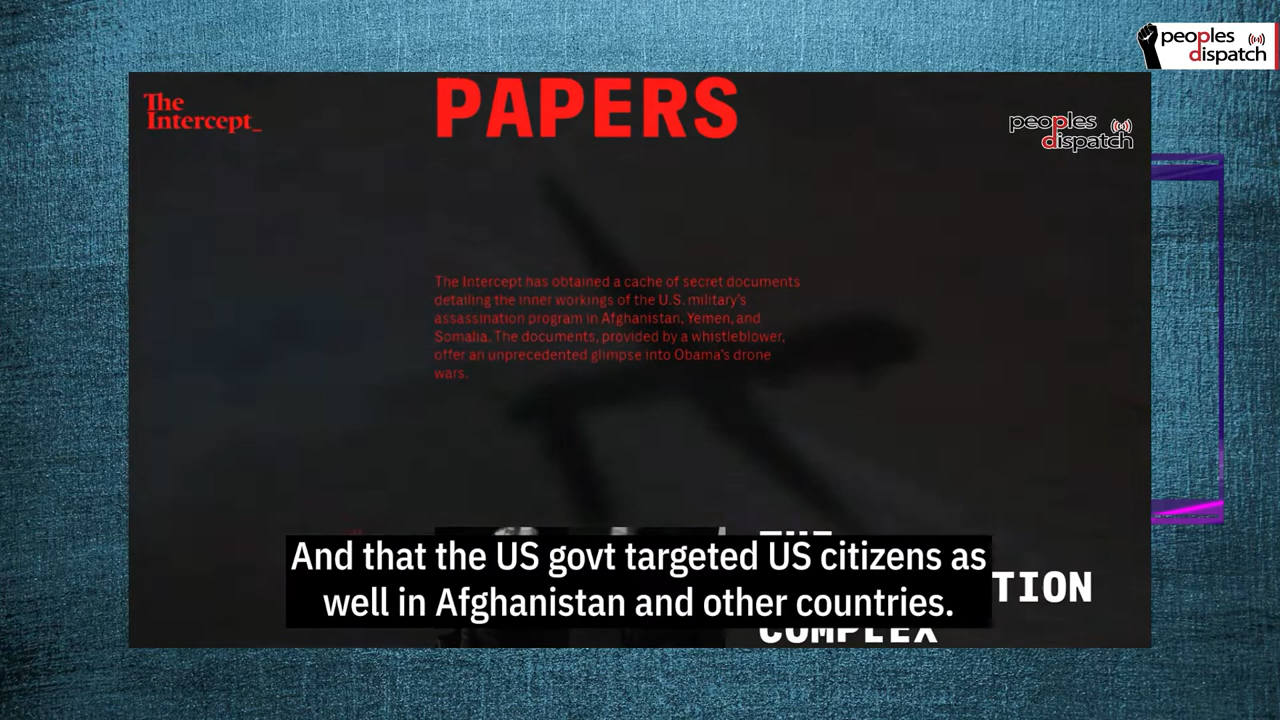 peoples
dispatch
The
Intercept_
PAPERS
peoples
dispatch
The Intercept has obtained a cache of secret documents
detailing the inner workings of the U.S. military's
assassination program in Afghanistan, Yemen, and
Somalia. The documents, provided by a whistleblower,
offer an unprecedented glimpse into Obama's drone
wars.
And that the US govt targeted US citizens as
well in Afghanistan and other countries.
TION
COMPLEX